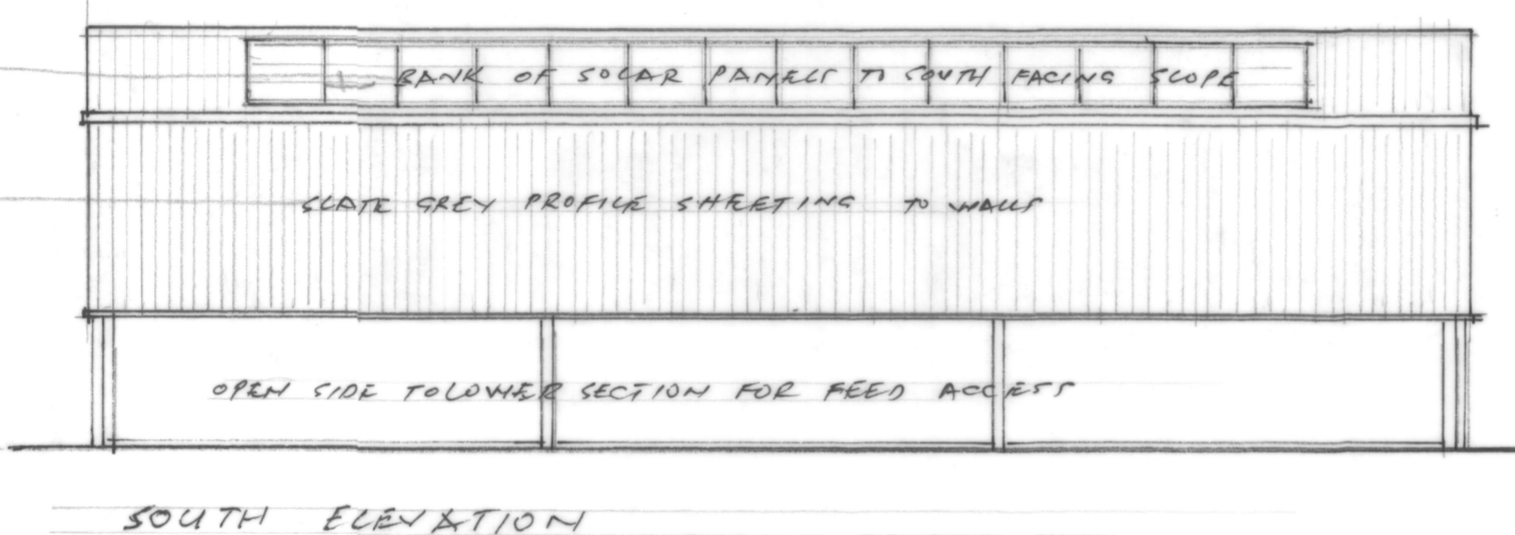 BANK OF SOLAR PANELS TO SOUTH FACING SLOPE
SLATE GREY PROFILE SHEETING TO WALLS
OPEN SIDE TO LOWER SECTION FOR FEED ACCESS
SOUTH ELEVATION